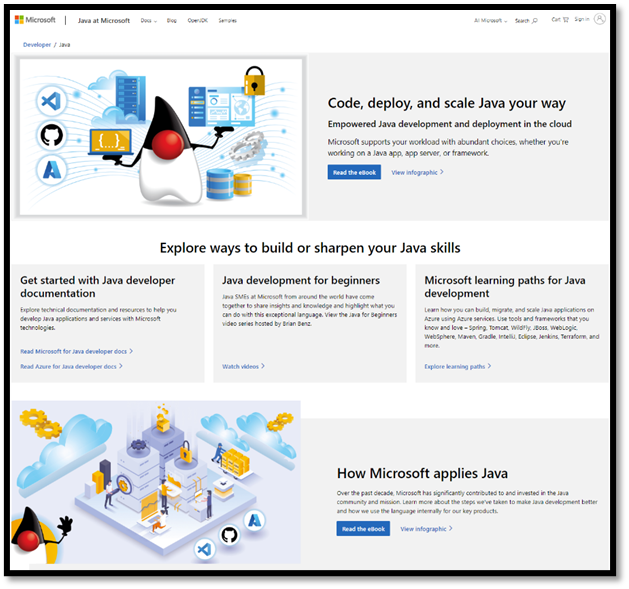 Microsoft | Java at Microsoft Docs Blog OpenJDK Samples All Microsoft Search Cart Sign in
Developer / Java
Code, deploy, and scale Java your way
Empowered Java development and deployment in the cloud
Microsoft supports your workload with abundant choices, whether you're
working on a Java app, app server, or framework.
Read the eBook View infographic >
{...}
Explore ways to build or sharpen your Java skills
Get started with Java developer
documentation
Explore technical documentation and resources to help you
develop Java applications and services with Microsoft
technologies.
Read Microsoft for Java developer docs >
Read Azure for Java developer docs >
Java development for beginners
Java SMEs at Microsoft from around the world have come
together to share insights and knowledge and highlight what you
can do with this exceptional language. View the Java for Beginners
video series hosted by Brian Benz.
Watch videos >
Microsoft learning paths for Java
development
Learn how you can build, migrate, and scale Java applications on
Azure using Azure services. Use tools and frameworks that you
know and love – Spring, Tomcat, WildFly, JBoss, WebLogic,
WebSphere, Maven, Gradle, IntelliJ, Eclipse, Jenkins, Terraform, and
more.
Explore learning paths >
How Microsoft applies Java
Over the past decade, Microsoft has significantly contributed to and invested in the Java
community and mission. Learn more about the steps we've taken to make Java development better
and how we use the language internally for our key products.
Read the eBook View infographic >